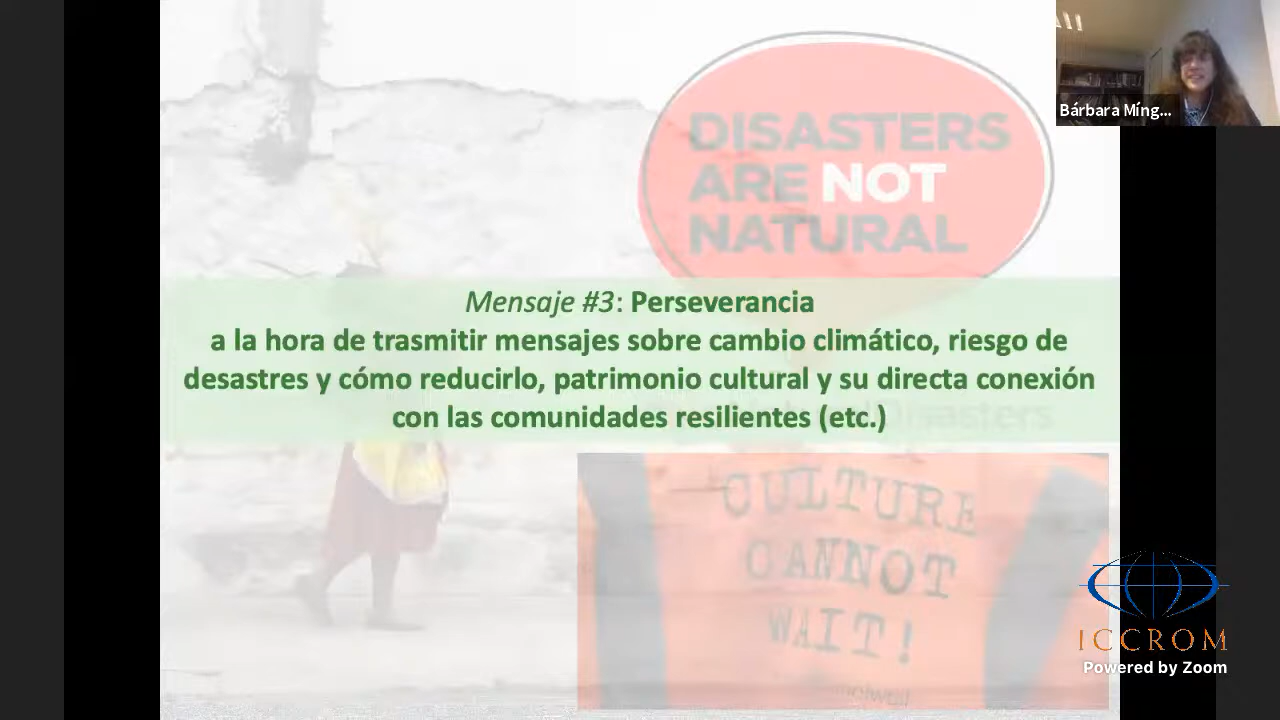 DISASTERS
ARE NOT
NATURAL
Bárbara Míng...
Mensaje #3: Perseverancia
a la hora de trasmitir mensajes sobre cambio climático, riesgo de
desastres y cómo reducirlo, patrimonio cultural y su directa conexión
con las comunidades resilientes (etc.)
CULTURE
CANNOT
WAIT!
ICCROM
Powered by Zoom